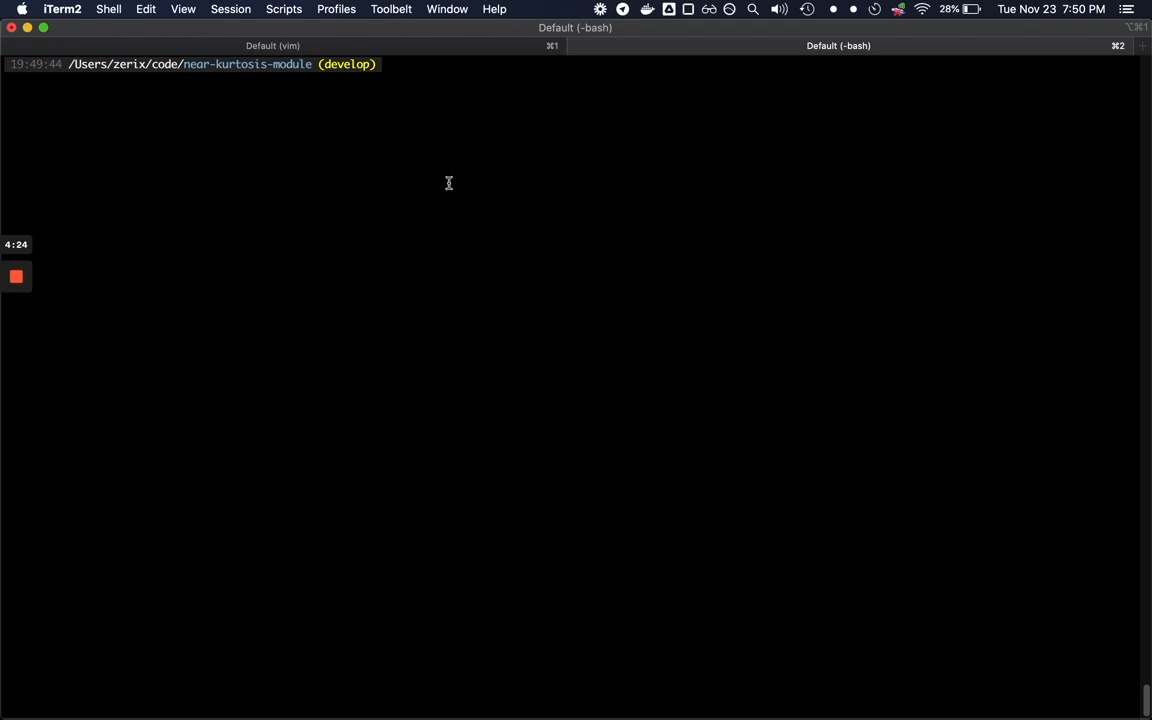 iTerm2 Shell Edit View Session Scripts Profiles Toolbelt Window Help 28% Tue Nov 23 7:50 PM
Default (-bash) ⌥⌘1
Default (vim) ⌘1 Default (-bash) ⌘2 +
19:49:44 /Users/zerix/code/near-kurtosis-module (develop)
4:24